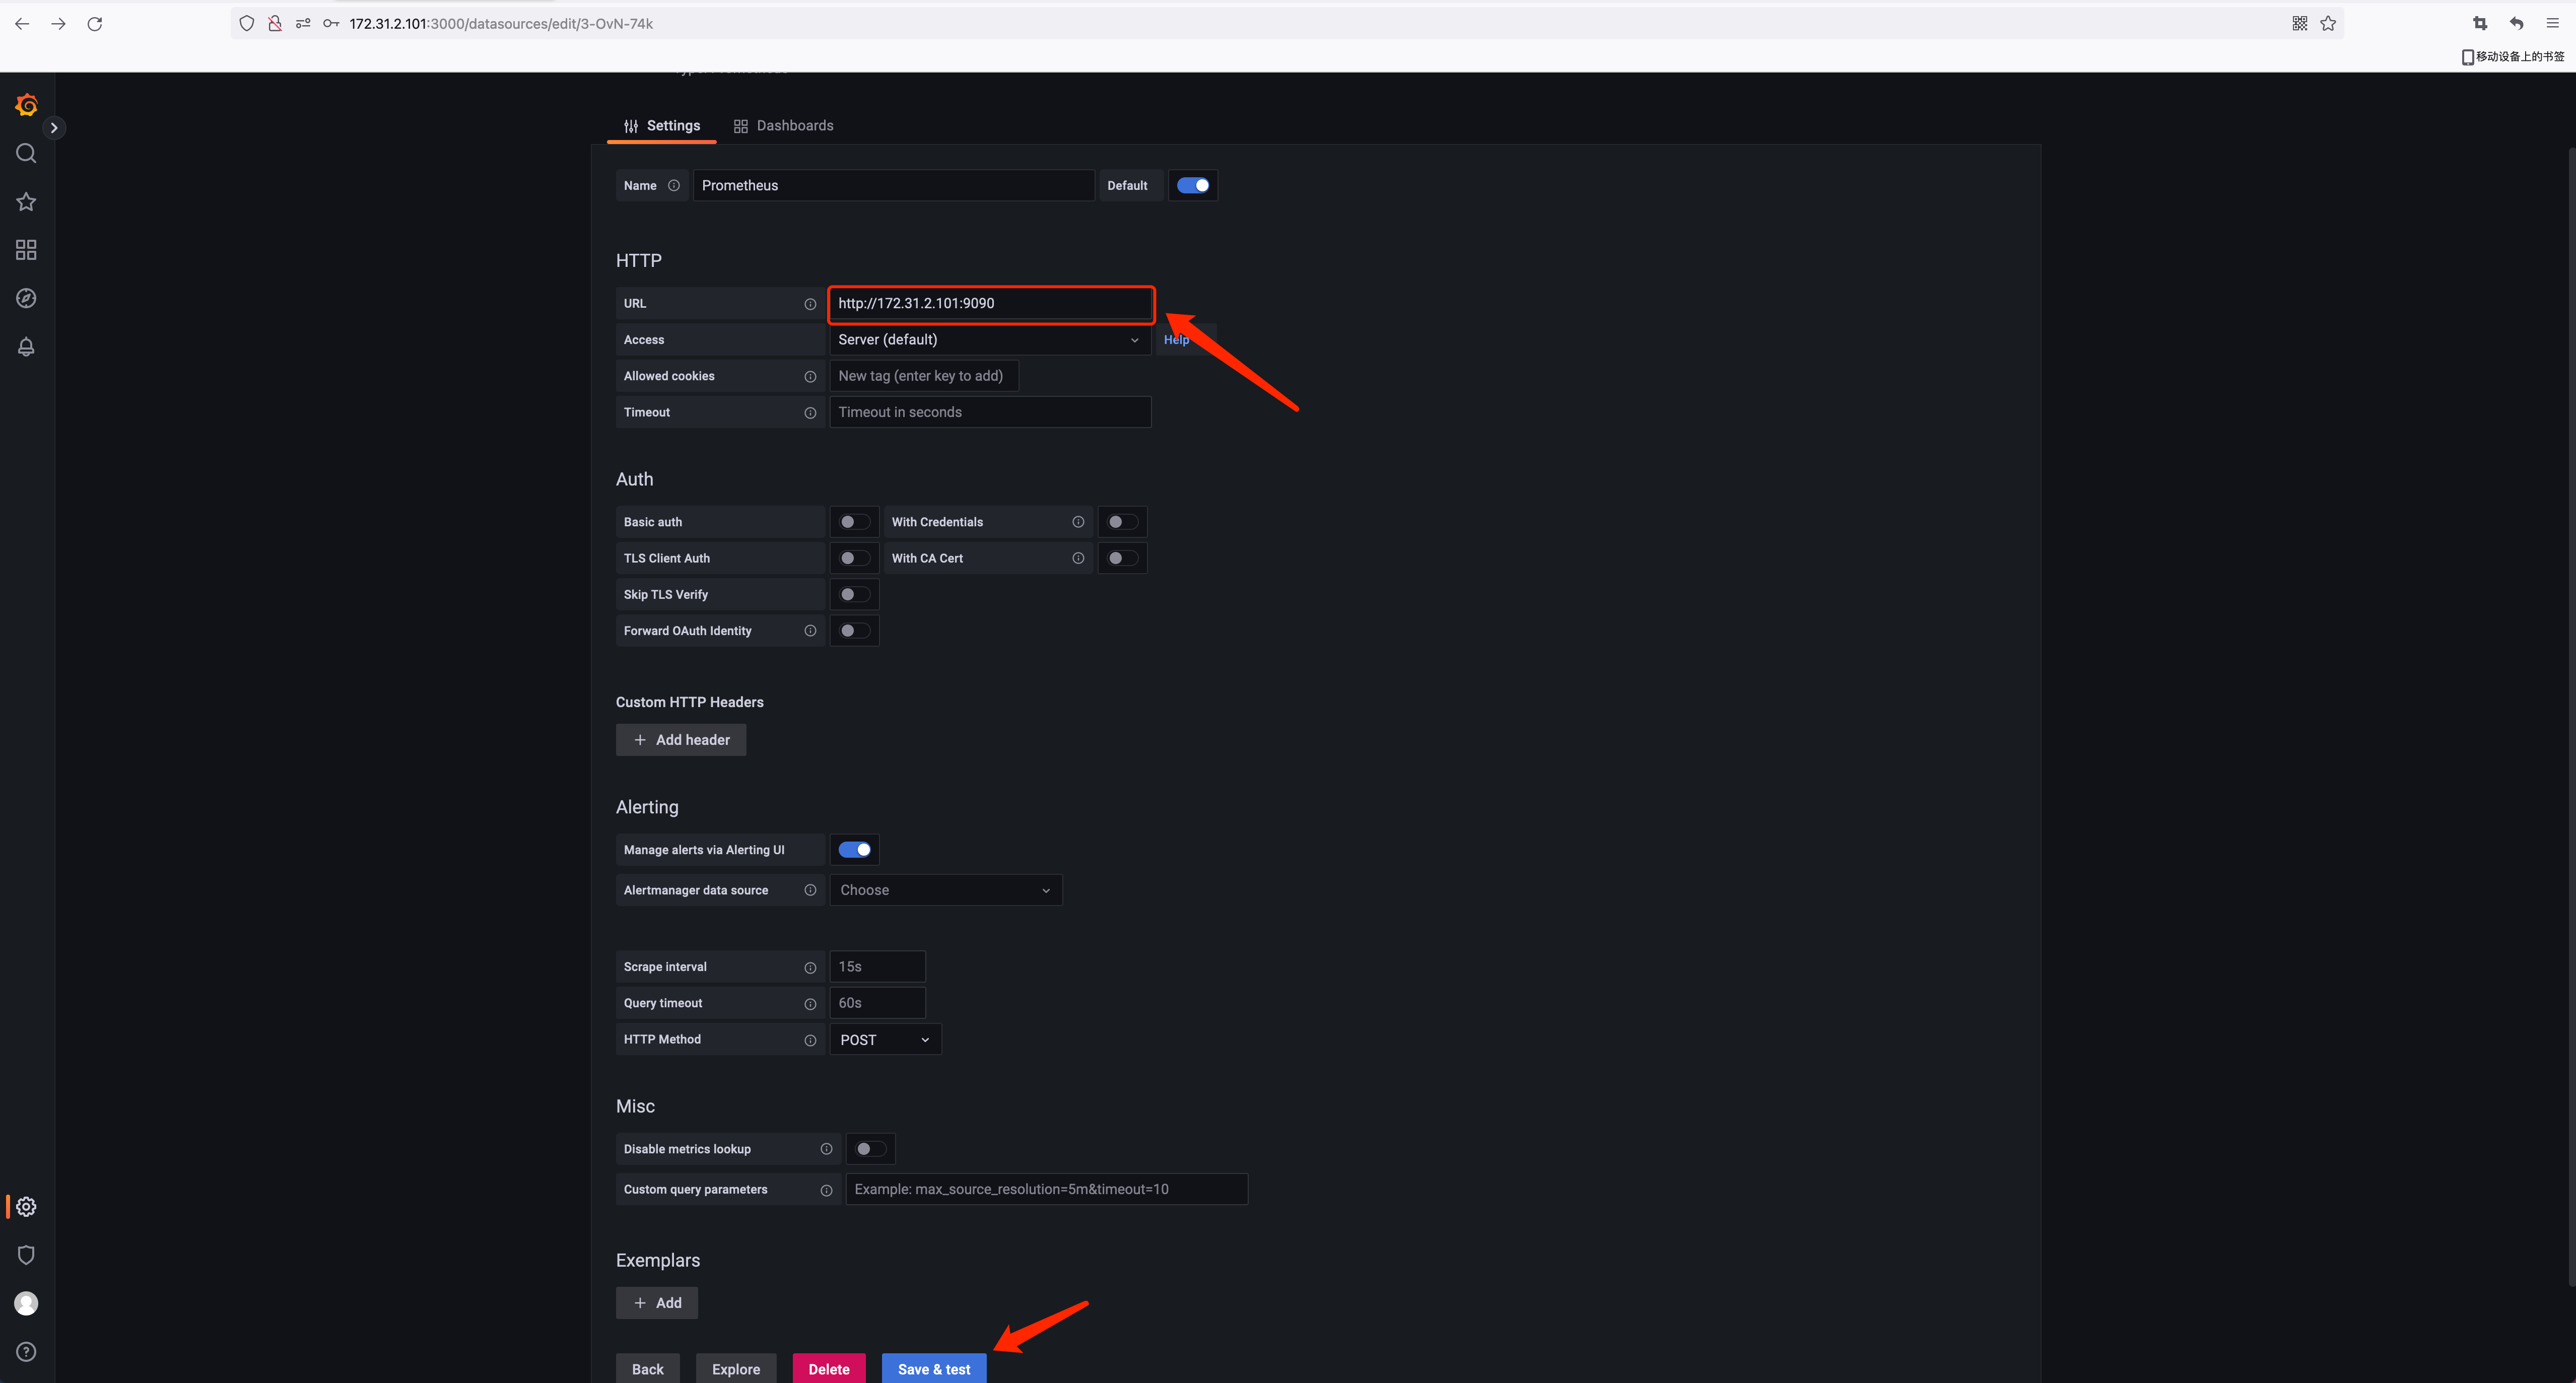 172.31.2.101:3000/datasources/edit/3-OvN-74k
移动设备上的书签
Settings Dashboards
Name Prometheus Default
HTTP
URL http://172.31.2.101:9090
Access Server (default) Help
Allowed cookies New tag (enter key to add)
Timeout Timeout in seconds
Auth
Basic auth With Credentials
TLS Client Auth With CA Cert
Skip TLS Verify
Forward OAuth Identity
Custom HTTP Headers
+ Add header
Alerting
Manage alerts via Alerting UI
Alertmanager data source Choose
Scrape interval 15s
Query timeout 60s
HTTP Method POST
Misc
Disable metrics lookup
Custom query parameters Example: max_source_resolution=5m&timeout=10
Exemplars
+ Add
Back Explore Delete Save & test